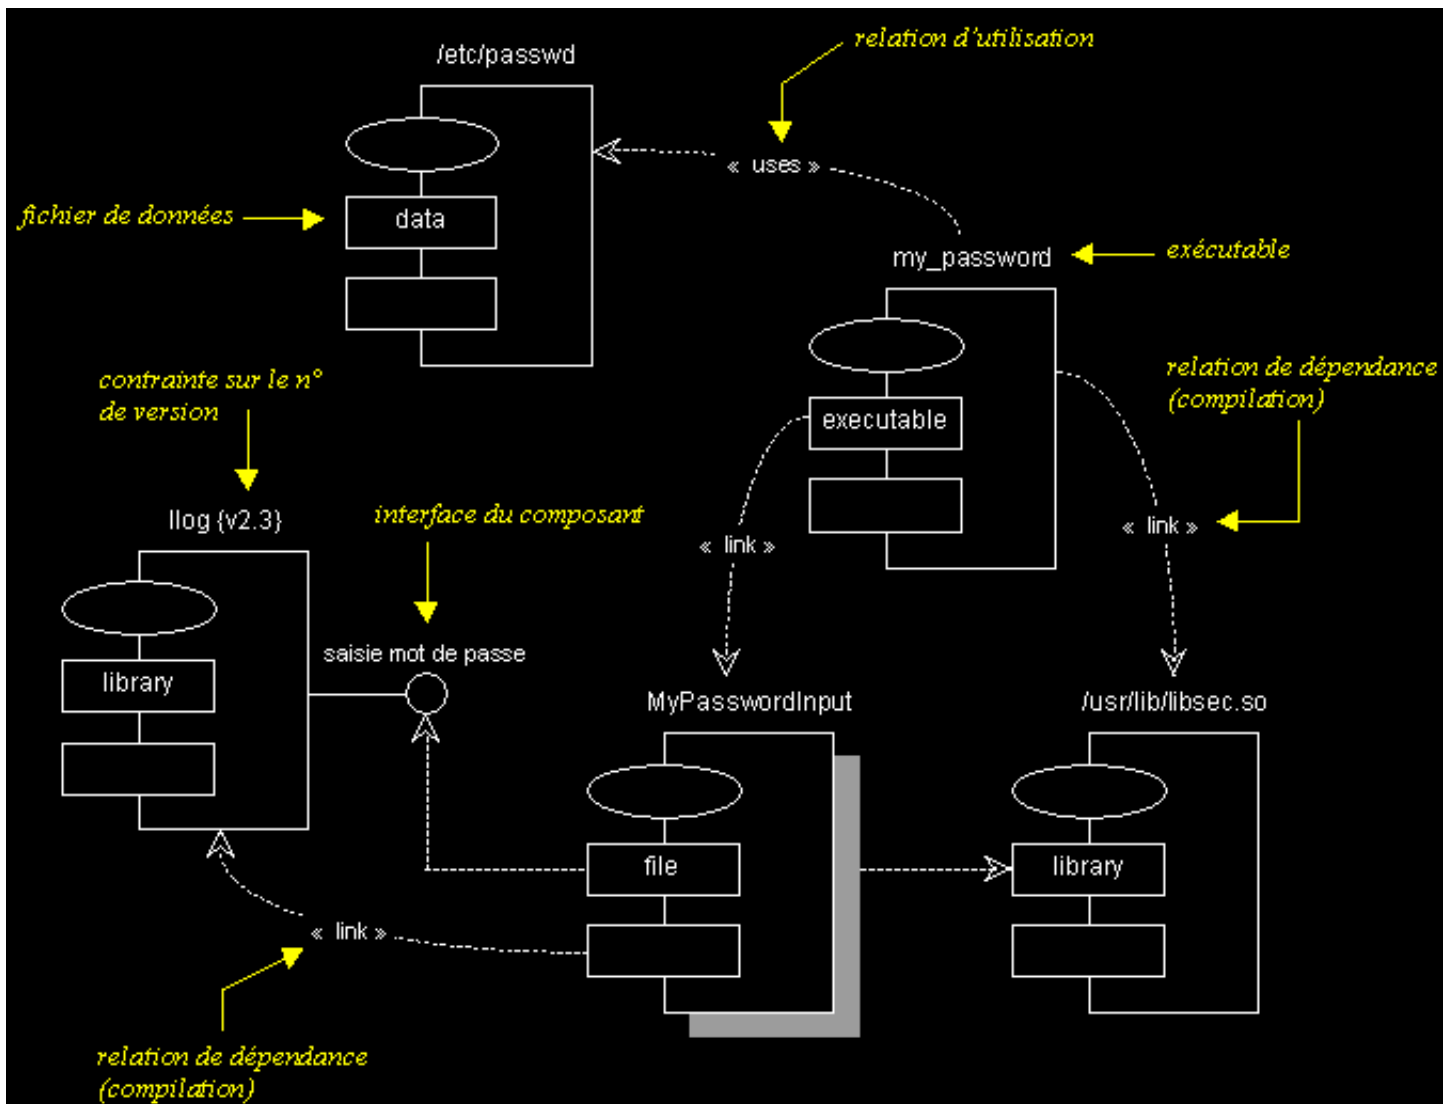 relation d'utilisation
/etc/passwd
« uses »
fichier de données
data
my_password
exécutable
contrainte sur le n°
de version
relation de dépendance
(compilation)
executable
llog {v2.3}
interface du composant
« link »
« link »
saisie mot de passe
library
MyPasswordInput
/usr/lib/libsec.so
file
library
« link »
relation de dépendance
(compilation)